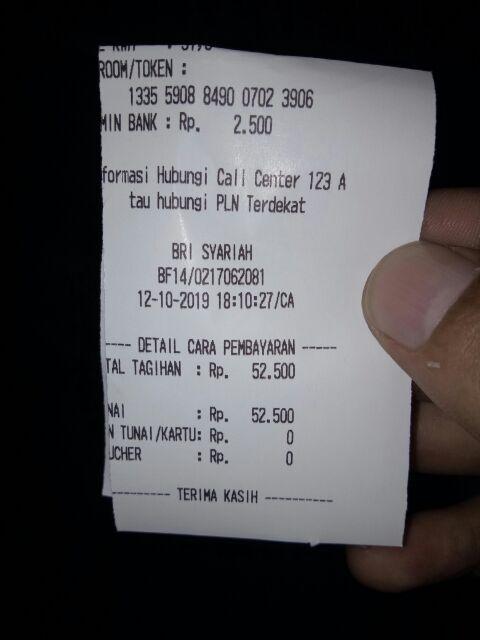 ROOM/TOKEN :
1335 5908 8490 0702 3906
MIN BANK : Rp. 2.500
formasi Hubungi Call Center 123 A
tau hubungi PLN Terdekat
BRI SYARIAH
BF14/0217062081
12-10-2019 18:10:27/CA
---- DETAIL CARA PEMBAYARAN -----
TAL TAGIHAN : Rp. 52.500
NAI : Rp. 52.500
N TUNAI/KARTU: Rp. 0
UCHER : Rp. 0
---------- TERIMA KASIH ------------